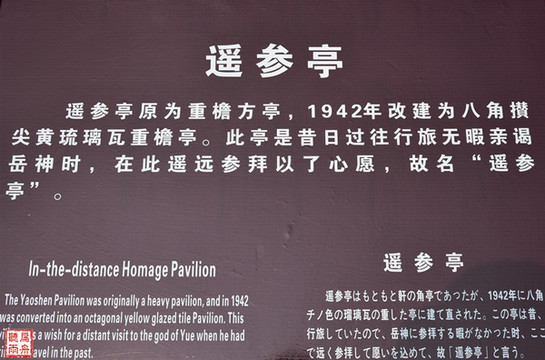 遥参亭
遥参亭原为重檐方亭，1942年改建为八角攒
尖黄琉璃瓦重檐亭。此亭是昔日过往行旅无暇亲谒
岳神时，在此遥远参拜以了心愿，故名“遥参
亭”。
In-the-distance Homage Pavilion
The Yaoshen Pavilion was originally a heavy pavilion, and in 1942
was converted into an octagonal yellow glazed tile Pavilion. This
s a wish for a distant visit to the god of Yue when he had
ravel in the past.
遥参亭
遥参亭はもともと軒の角亭であったが、1942年に八角
チノ色の瑠璃瓦の重した亭に建て直された。この亭は昔、
行旅していたので、岳神に参拝する暇がなかった時、ここ
で遠く参拝して願いを込めて、故「遥参亭」と言う。